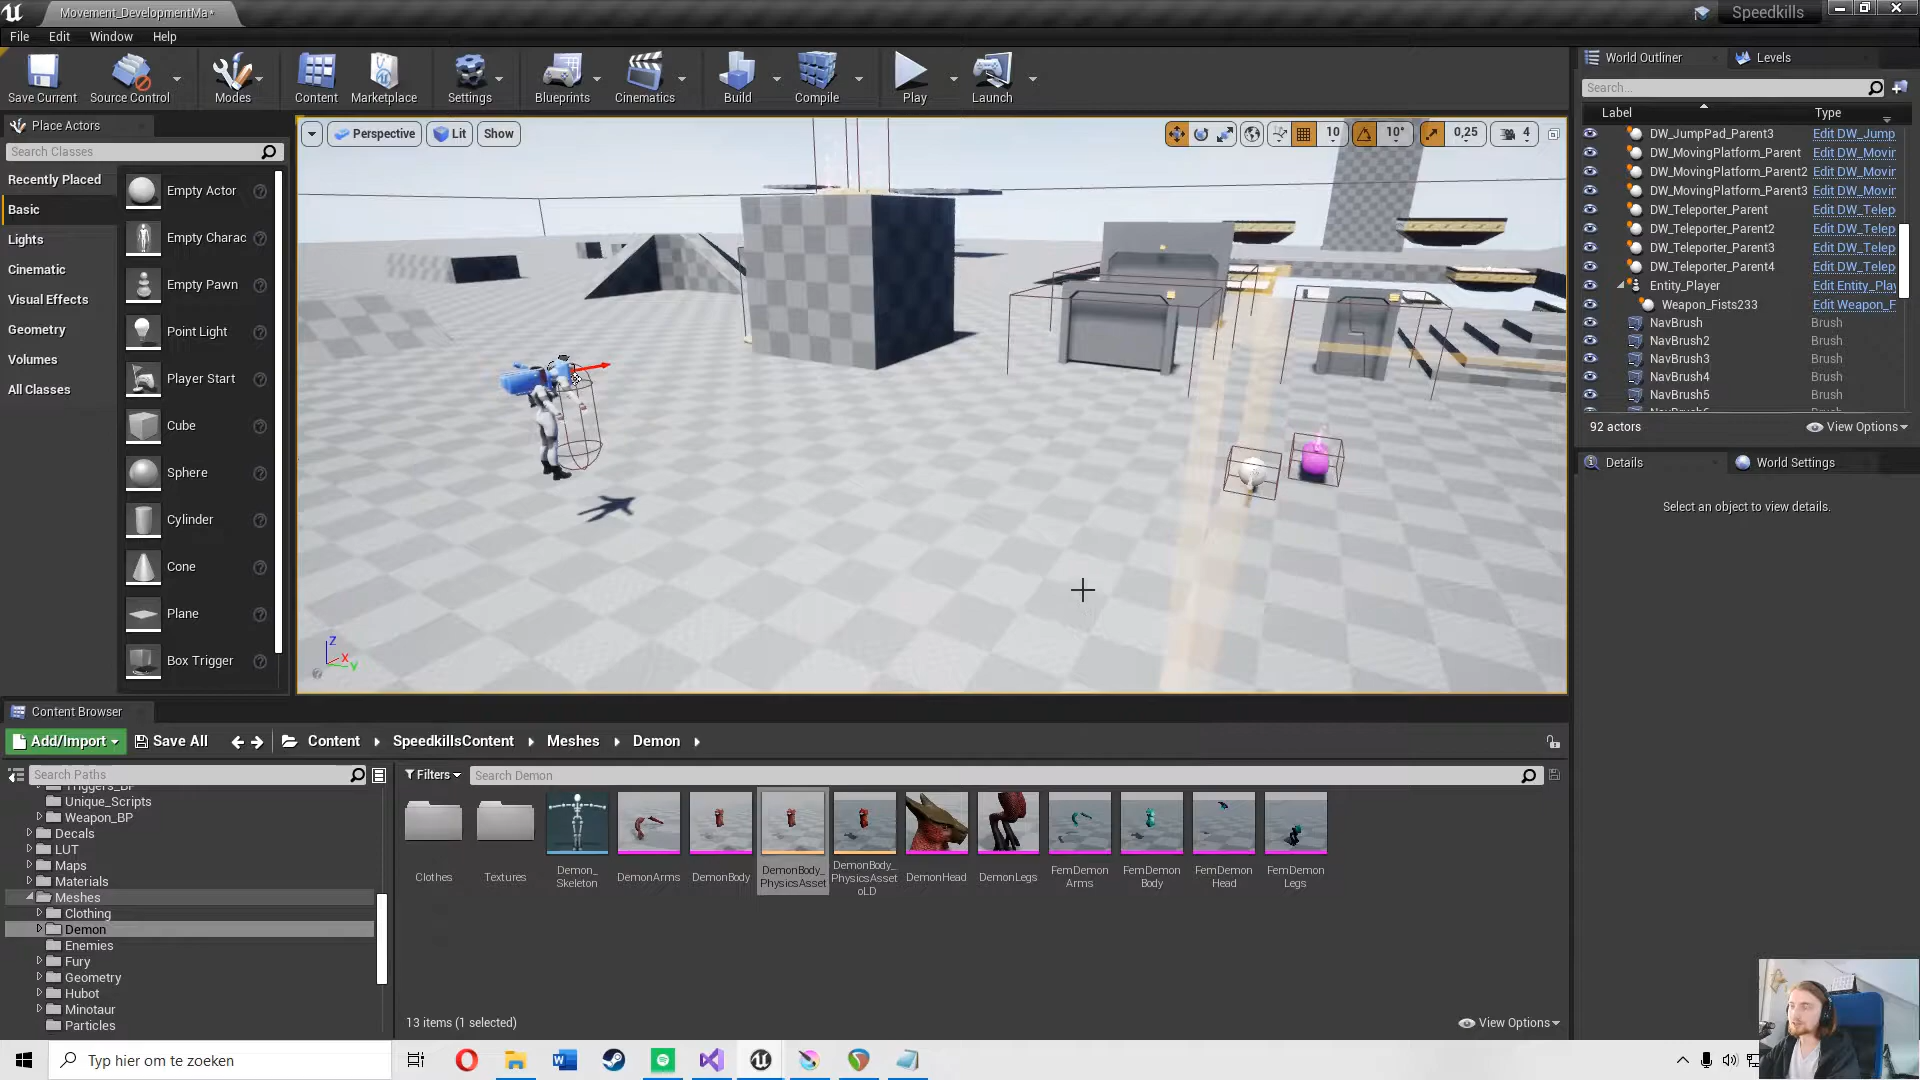 Movement_DevelopmentMa*
Speedkills
File
Edit
Window
Help
Save Current
Source Control
Modes
Content
Marketplace
Settings
Blueprints
Cinematics
Build
Compile
Play
Launch
Place Actors
Search Classes
Recently Placed
Basic
Lights
Cinematic
Visual Effects
Geometry
Volumes
All Classes
Empty Actor
Empty Charac
Empty Pawn
Point Light
Player Start
Cube
Sphere
Cylinder
Cone
Plane
Box Trigger
Perspective
Lit
Show
10
10°
0,25
4
Z
X
Y
World Outliner
Levels
Search...
Label
Type
DW_JumpPad_Parent3
Edit DW_Jump
DW_MovingPlatform_Parent
Edit DW_Movir
DW_MovingPlatform_Parent2
Edit DW_Movir
DW_MovingPlatform_Parent3
Edit DW_Movir
DW_Teleporter_Parent
Edit DW_Telep
DW_Teleporter_Parent2
Edit DW_Telep
DW_Teleporter_Parent3
Edit DW_Telep
DW_Teleporter_Parent4
Edit DW_Telep
Entity_Player
Edit Entity_Play
Weapon_Fists233
Edit Weapon_F
NavBrush
Brush
NavBrush2
Brush
NavBrush3
Brush
NavBrush4
Brush
NavBrush5
Brush
92 actors
View Options
Details
World Settings
Select an object to view details.
Content Browser
Add/Import
Save All
Content
SpeedkillsContent
Meshes
Demon
Search Paths
Filters
Search Demon
Triggers_BP
Unique_Scripts
Weapon_BP
Decals
LUT
Maps
Materials
Meshes
Clothing
Demon
Enemies
Fury
Geometry
Hubot
Minotaur
Particles
Clothes
Textures
Demon_
Skeleton
DemonArms
DemonBody
DemonBody_
PhysicsAsset
DemonBody_
PhysicsAsset
oLD
DemonHead
DemonLegs
FemDemon
Arms
FemDemon
Body
FemDemon
Head
FemDemon
Legs
13 items (1 selected)
View Options
Typ hier om te zoeken